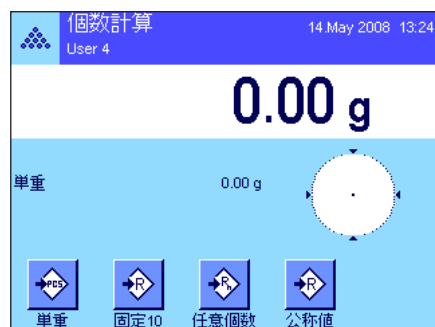 個数計算 14.May 2008 13:24
User 4
0.00 g
単重 0.00 g
PCS R Rn R
単重 固定10 任意個数 公称値